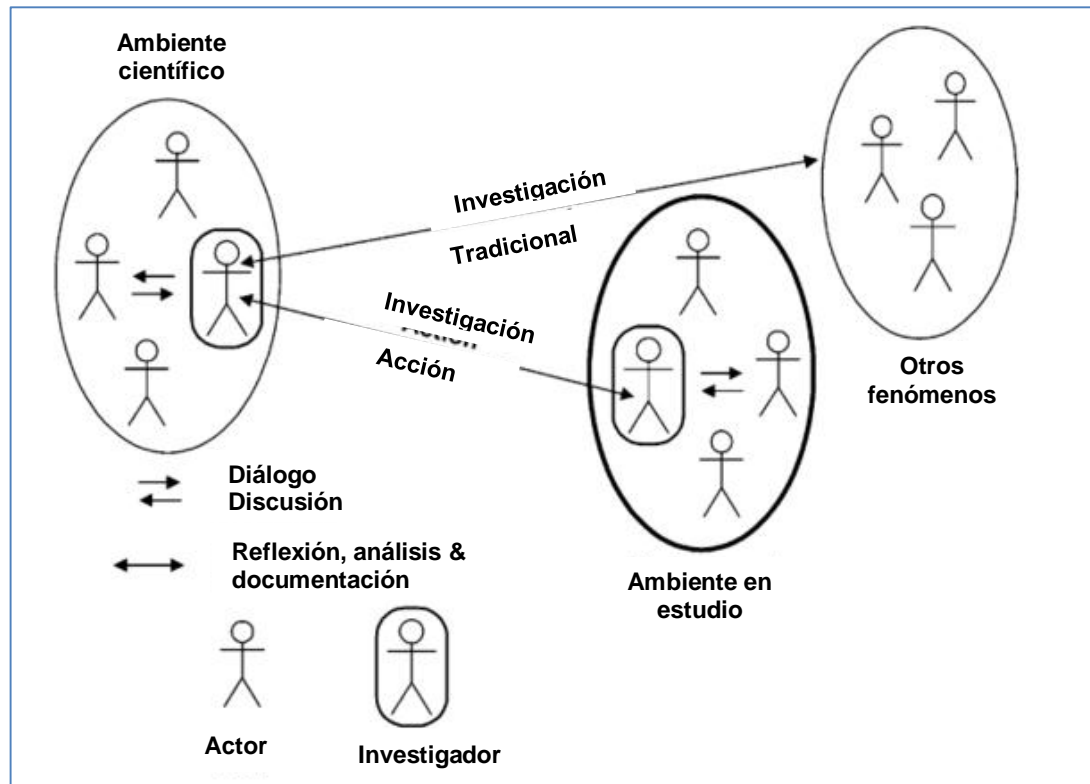 Ambiente
científico
Investigación
Tradicional
Investigación
Acción
Otros
fenómenos
Diálogo
Discusión
Reflexión, análisis &
documentación
Ambiente en
estudio
Actor
Investigador